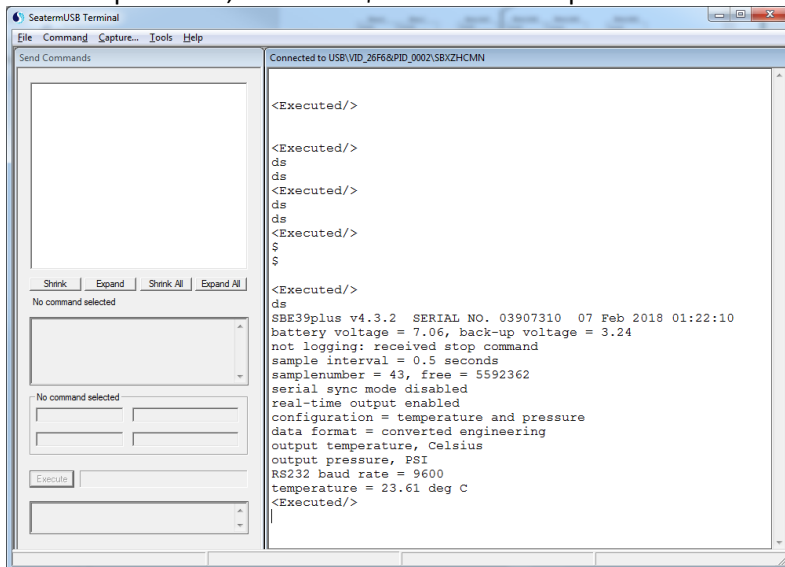 SeatermUSB Terminal
File Command Capture... Tools Help
Send Commands
Connected to USB\VID_26F6&PID_0002\SBXZHCMN
<Executed/>
<Executed/>
ds
ds
<Executed/>
ds
ds
<Executed/>
$
$
<Executed/>
ds
SBE39plus v4.3.2 SERIAL NO. 03907310 07 Feb 2018 01:22:10
battery voltage = 7.06, back-up voltage = 3.24
not logging: received stop command
sample interval = 0.5 seconds
samplenumber = 43, free = 5592362
serial sync mode disabled
real-time output enabled
configuration = temperature and pressure
data format = converted engineering
output temperature, Celsius
output pressure, PSI
RS232 baud rate = 9600
temperature = 23.61 deg C
<Executed/>
Shrink Expand Shrink All Expand All
No command selected
No command selected
Execute